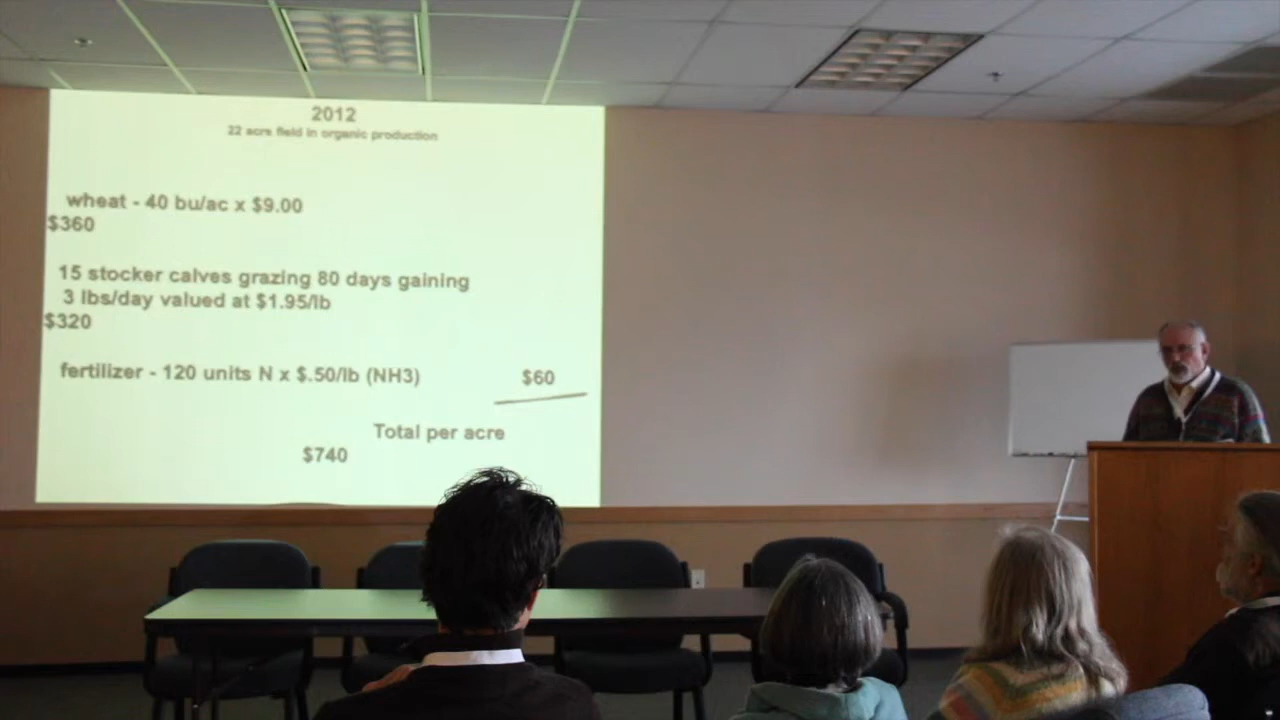 2012
22 acre field in organic production
wheat - 40 bu/ac x $9.00
$360
15 stocker calves grazing 80 days gaining
3 lbs/day valued at $1.95/lb
$320
fertilizer - 120 units N x $.50/lb (NH3) $60
Total per acre
$740